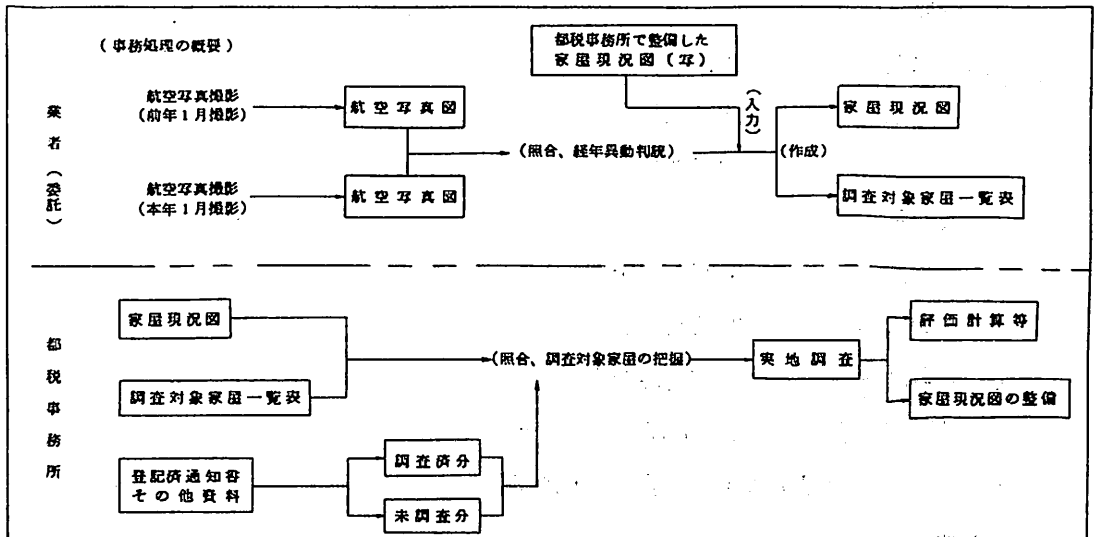 (事務処理の概要)
都税事務所で整備した
家屋現況図(写)
業者(委託)
航空写真撮影
(前年1月撮影)
航空写真図
(入力)
家屋現況図
(照合、経年異動判読)
(作成)
航空写真撮影
(本年1月撮影)
航空写真図
調査対象家屋一覧表
都税事務所
家屋現況図
調査対象家屋一覧表
(照合、調査対象家屋の把握)
実地調査
評価計算等
家屋現況図の整備
登記済通知書
その他資料
調査済分
未調査分